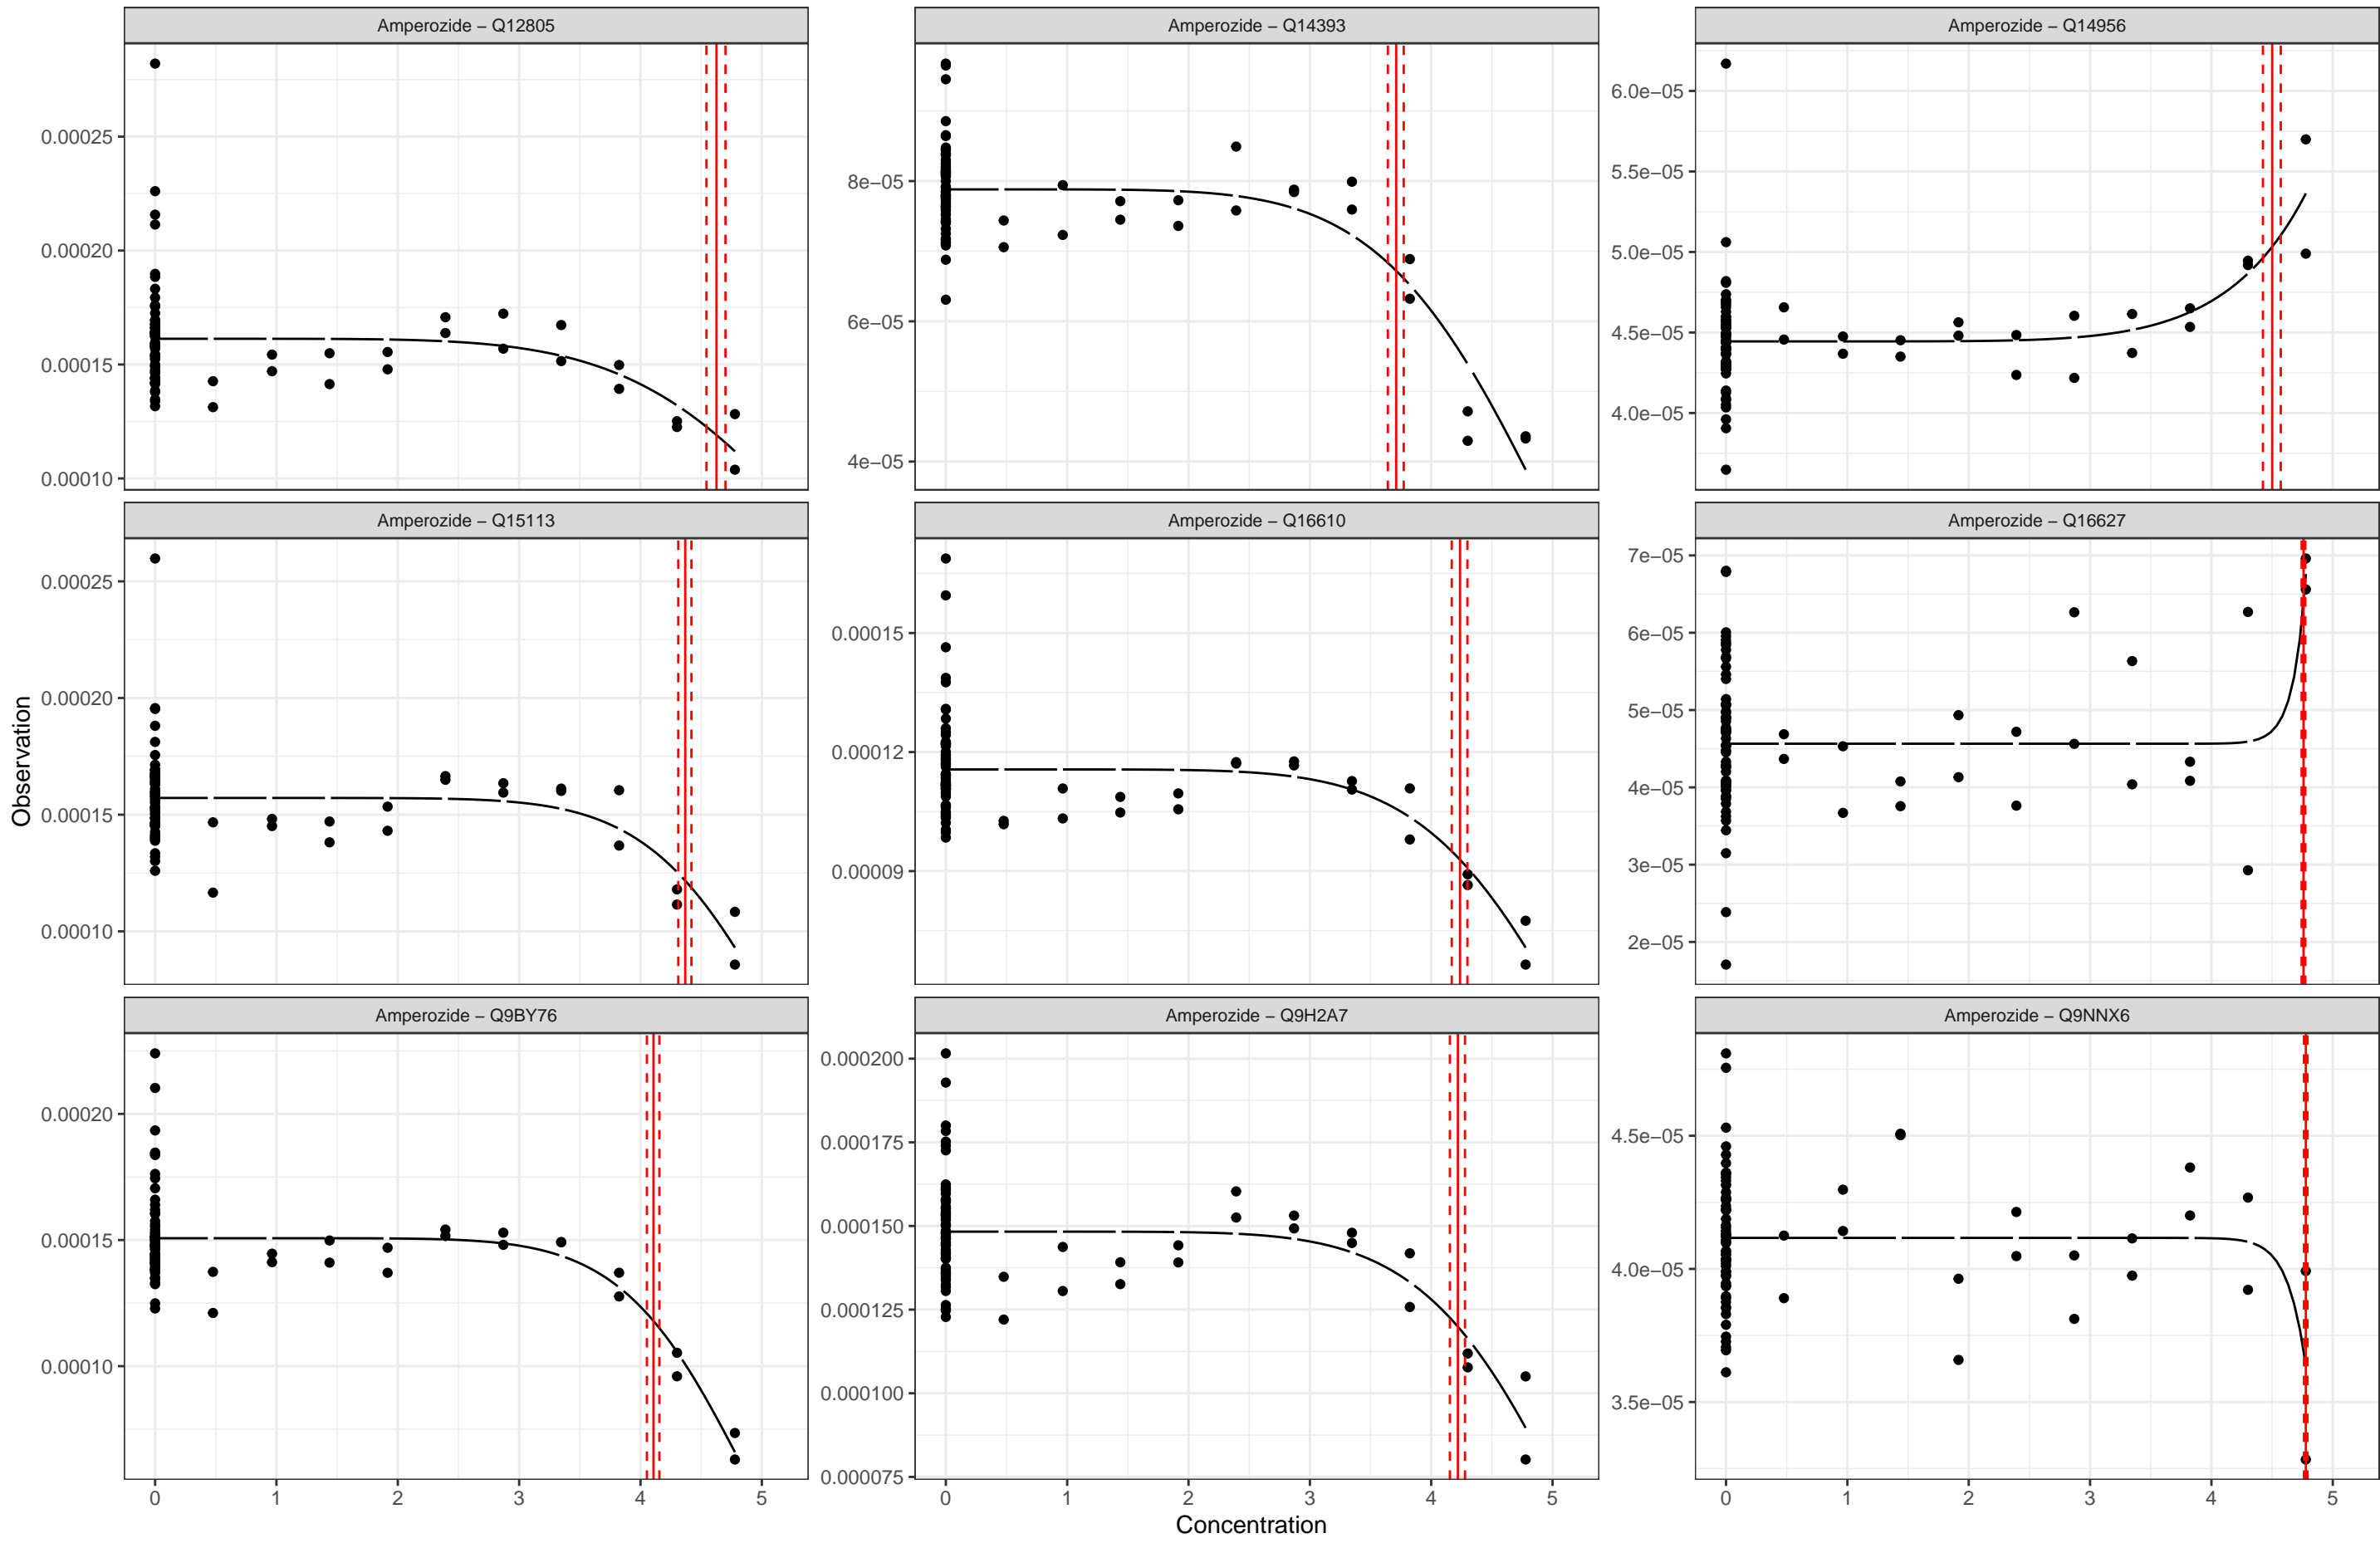 Amperozide − Q12805
Amperozide − Q14393
Amperozide − Q14956
0.00025
0.00020
0.00015
0.00010
8e−05
6e−05
4e−05
6.0e−05
5.5e−05
5.0e−05
4.5e−05
4.0e−05
Amperozide − Q15113
Amperozide − Q16610
Amperozide − Q16627
0.00025
0.00020
0.00015
0.00010
0.00015
0.00012
0.00009
7e−05
6e−05
5e−05
4e−05
3e−05
2e−05
Observation
Amperozide − Q9BY76
Amperozide − Q9H2A7
Amperozide − Q9NNX6
0.00020
0.00015
0.00010
0.000200
0.000175
0.000150
0.000125
0.000100
0.000075
4.5e−05
4.0e−05
3.5e−05
0 1 2 3 4 5
0 1 2 3 4 5
0 1 2 3 4 5
Concentration